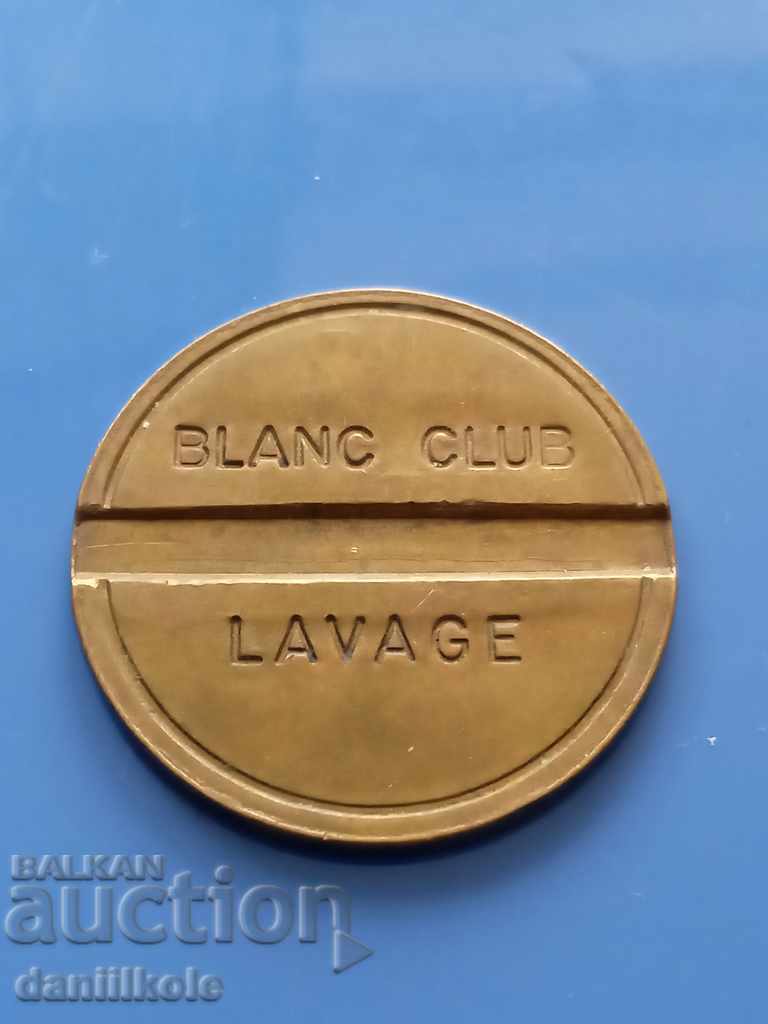 BLANC CLUB
LAVAGE
BALKAN
auction
daniilkole